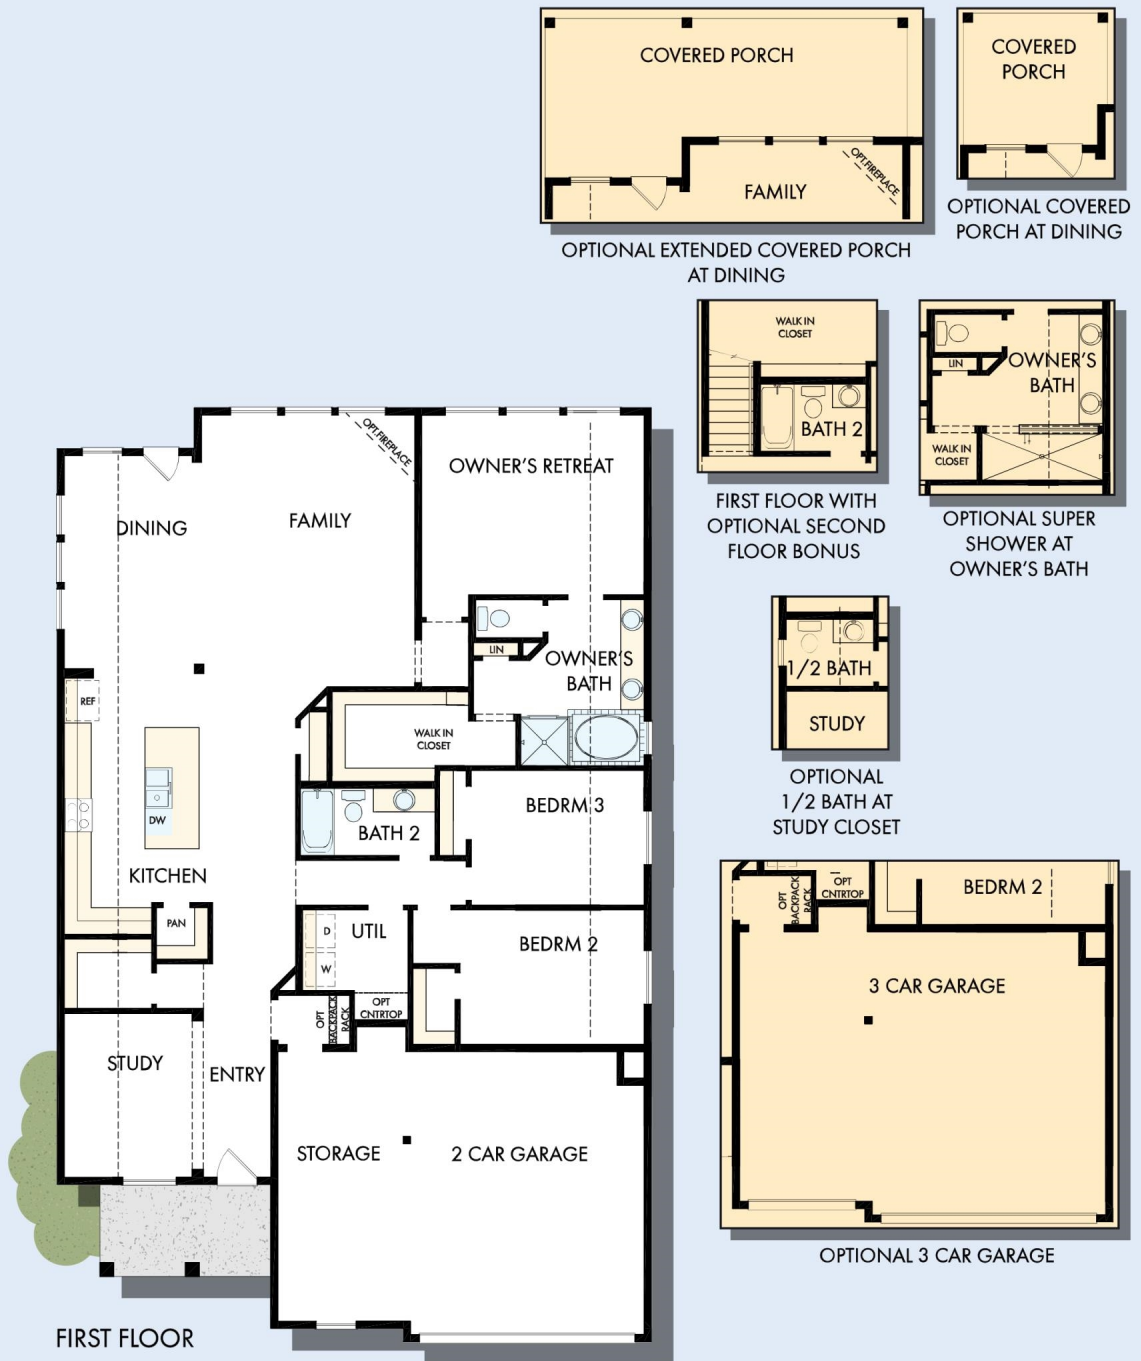 COVERED PORCH
OPT.FIREPLACE
FAMILY
OPTIONAL EXTENDED COVERED PORCH
AT DINING
COVERED
PORCH
OPTIONAL COVERED
PORCH AT DINING
WALK IN
CLOSET
BATH 2
FIRST FLOOR WITH
OPTIONAL SECOND
FLOOR BONUS
LIN
OWNER'S
BATH
WALK IN
CLOSET
OPTIONAL SUPER
SHOWER AT
OWNER'S BATH
1/2 BATH
STUDY
OPTIONAL
1/2 BATH AT
STUDY CLOSET
OPT
BACKPACK
RACK
OPT
CNTRTOP
BEDRM 2
3 CAR GARAGE
OPTIONAL 3 CAR GARAGE
OPT.FIREPLACE
OWNER'S RETREAT
DINING
FAMILY
LIN
OWNER'S
BATH
REF
WALK IN
CLOSET
DW
BEDRM 3
BATH 2
KITCHEN
PAN
D
UTIL
W
BEDRM 2
OPT
BACKPACK
RACK
OPT
CNTRTOP
STUDY
ENTRY
STORAGE
2 CAR GARAGE
FIRST FLOOR